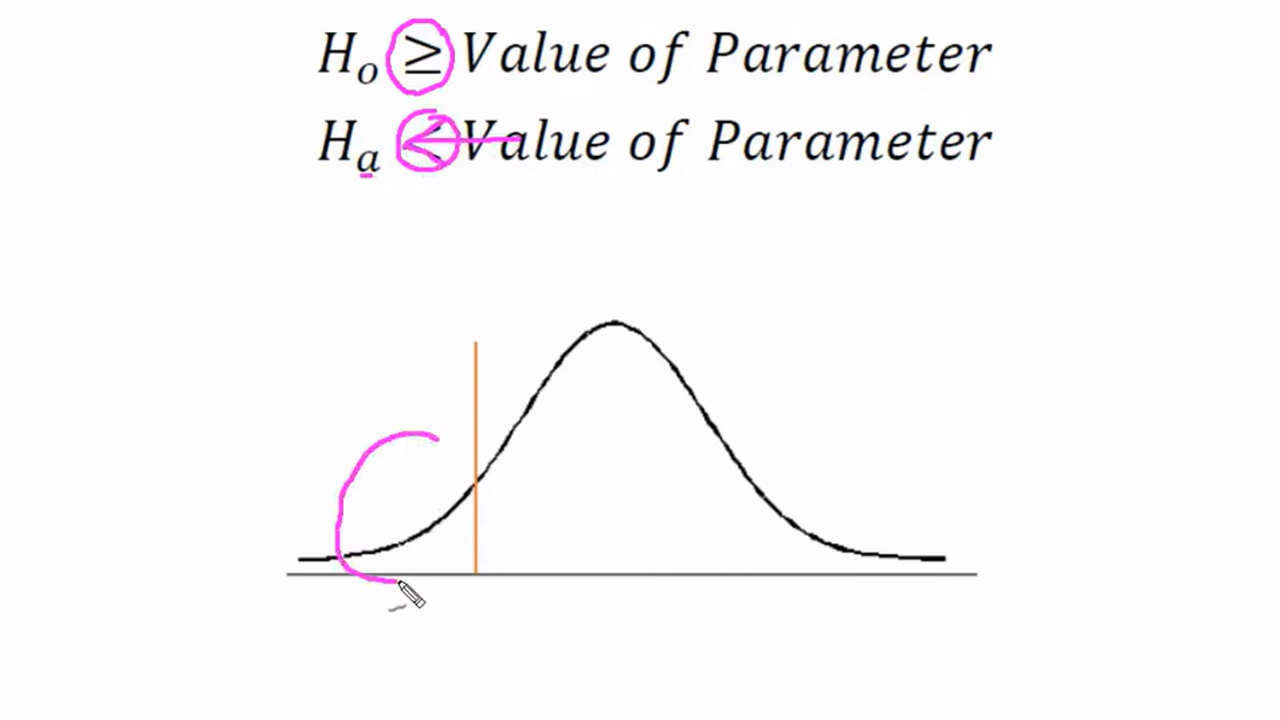 Hₒ ≥ Value of Parameter
Hₐ < Value of Parameter